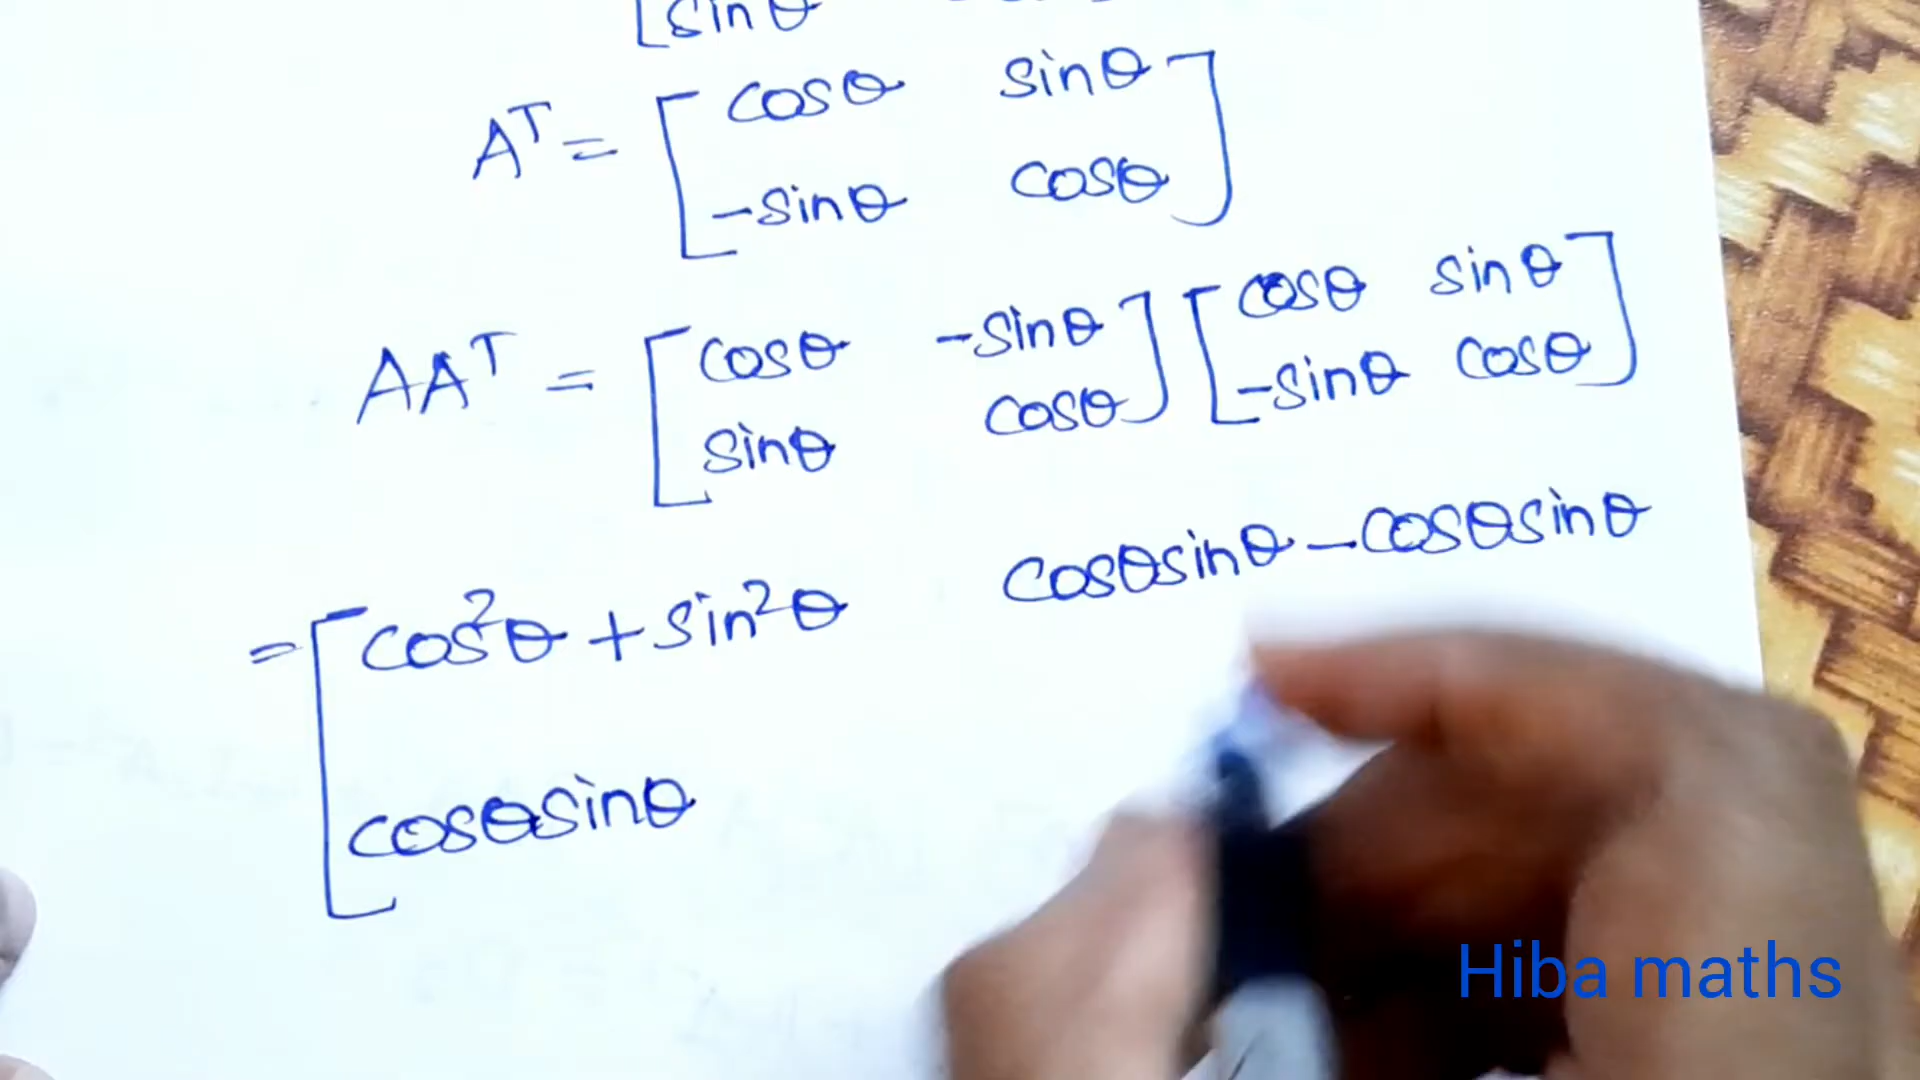 [sinθ
Aᵀ = [cosθ sinθ
-sinθ cosθ]
AAᵀ = [cosθ -sinθ] [cosθ sinθ]
sinθ cosθ -sinθ cosθ
= [cos²θ + sin²θ cosθsinθ - cosθsinθ
cosθsinθ
Hiba maths